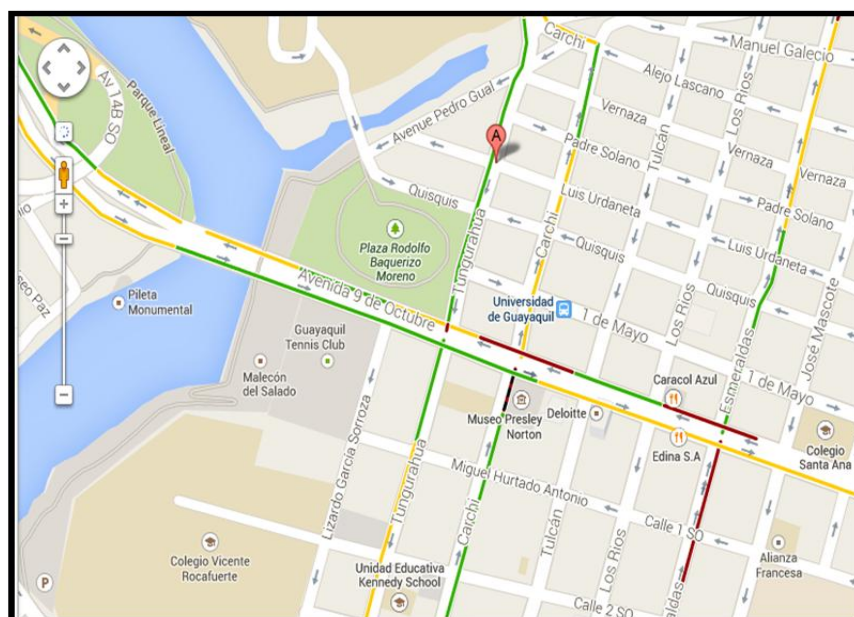 Carchi
Manuel Galecio
Alejo Lascano
Los Rios
Av 14B SO
Parque Lineal
Avenue Pedro Gual
Vernaza
Tulcán
A
Padre Solano
Vernaza
Vernaza
Quisquis
Luis Urdaneta
Padre Solano
Carchi
Plaza Rodolfo
Baquerizo
Moreno
Tungurahua
Quisquis
Luis Urdaneta
Quisquis
Pileta
Monumental
Avenida 9 de Octubre
Universidad
de Guayaquil
1 de Mayo
Los Rios
José Mascote
Guayaquil
Tennis Club
Esmeraldas
1 de Mayo
Malecón
del Salado
Caracol Azul
Museo Presley
Norton
Deloitte
Edina S.A
Colegio
Santa Ana
Lizardo García Sorroza
Tungurahua
Miguel Hurtado Antonio
Carchi
Tulcán
Calle 1 SO
Los Rios
Colegio Vicente
Rocafuerte
Alianza
Francesa
Unidad Educativa
Kennedy School
P
Calle 2 SO